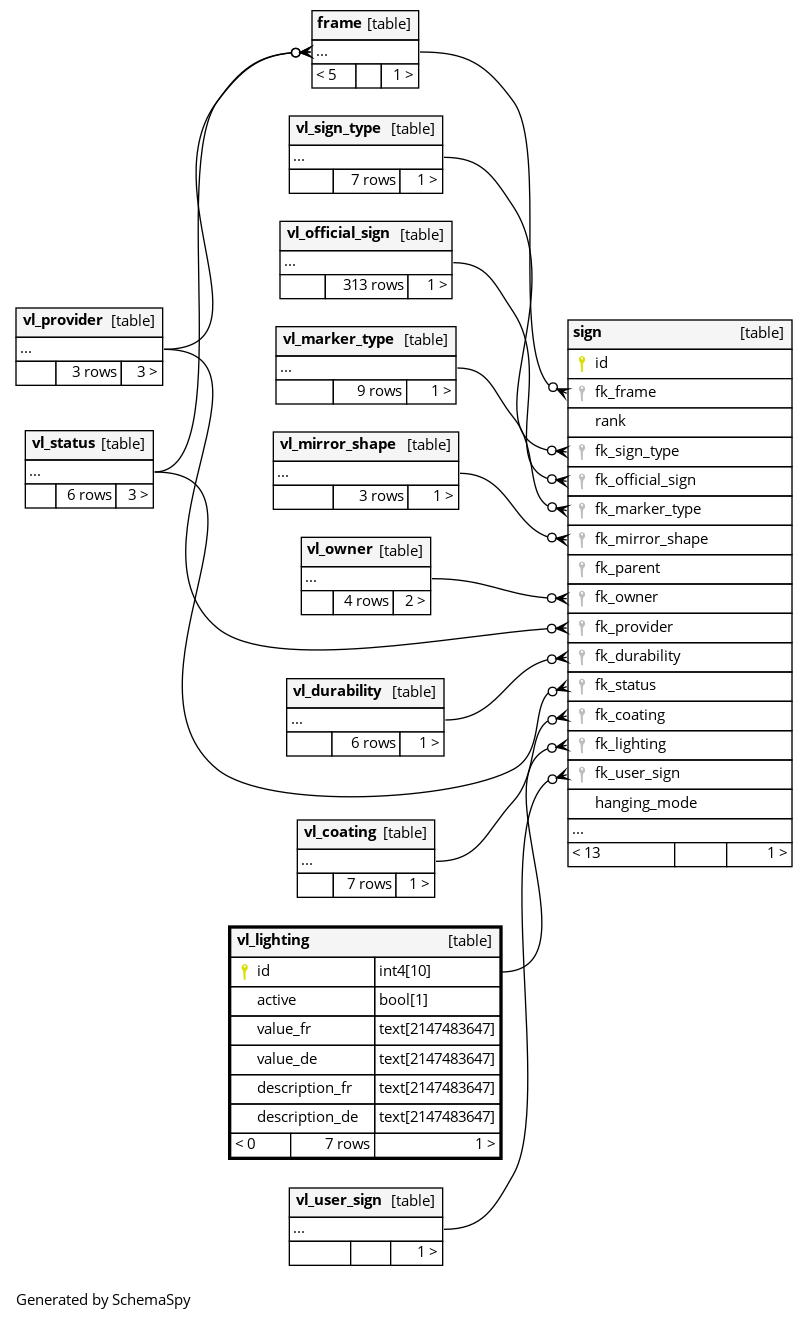 frame [table]
...
< 5 1 >
vl_sign_type [table]
...
7 rows 1 >
vl_official_sign [table]
...
313 rows 1 >
vl_provider [table]
...
3 rows 3 >
vl_marker_type [table]
...
9 rows 1 >
vl_status [table]
...
6 rows 3 >
vl_mirror_shape [table]
...
3 rows 1 >
vl_owner [table]
...
4 rows 2 >
vl_durability [table]
...
6 rows 1 >
vl_coating [table]
...
7 rows 1 >
sign [table]
id
fk_frame
rank
fk_sign_type
fk_official_sign
fk_marker_type
fk_mirror_shape
fk_parent
fk_owner
fk_provider
fk_durability
fk_status
fk_coating
fk_lighting
fk_user_sign
hanging_mode
...
< 13 1 >
vl_lighting [table]
id int4[10]
active bool[1]
value_fr text[2147483647]
value_de text[2147483647]
description_fr text[2147483647]
description_de text[2147483647]
< 0 7 rows 1 >
vl_user_sign [table]
...
1 >
Generated by SchemaSpy